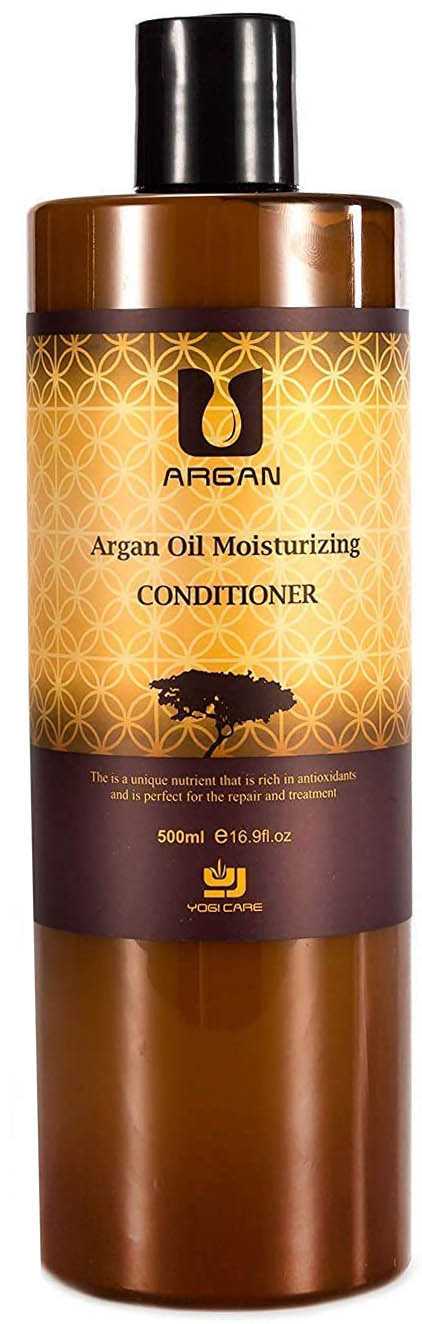 ARGAN
Argan Oil Moisturizing
CONDITIONER
The is a unique nutrient that is rich in antioxidants
and is perfect for the repair and treatment
500ml ℮16.9fl.oz
YOGI CARE